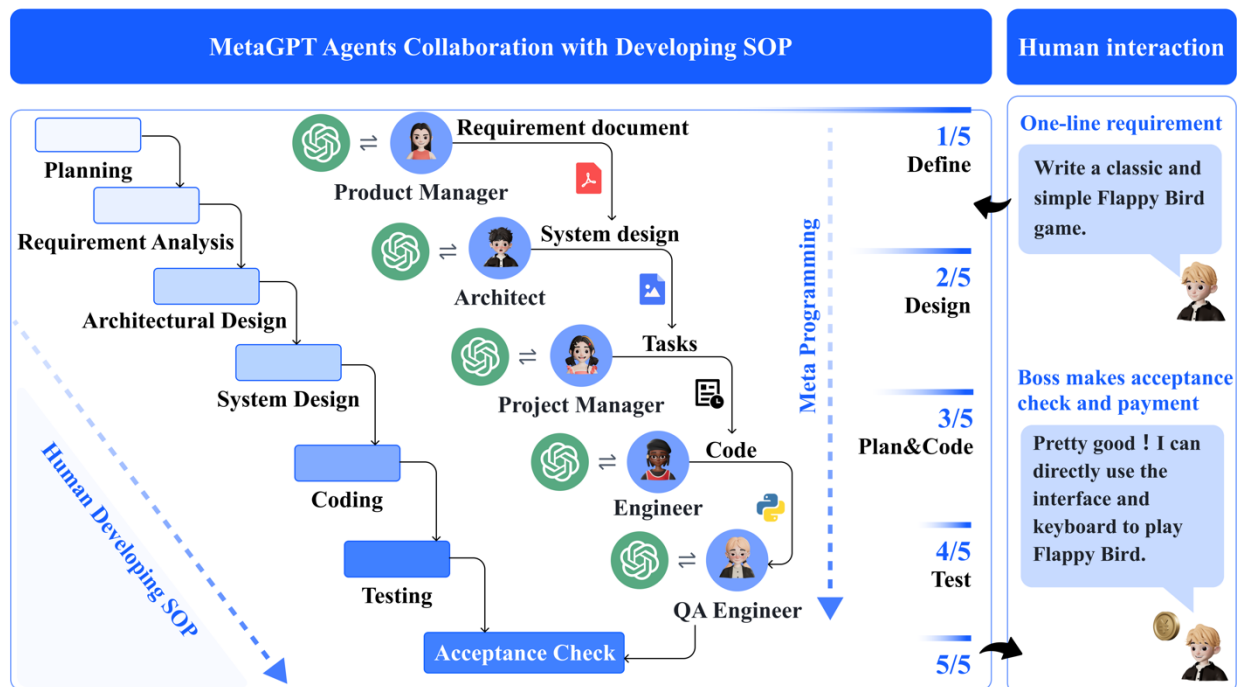 MetaGPT Agents Collaboration with Developing SOP
Human interaction
Planning
Requirement Analysis
Architectural Design
System Design
Coding
Testing
Acceptance Check
Human Developing SOP
Requirement document
Product Manager
System design
Architect
Tasks
Project Manager
Code
Engineer
QA Engineer
Meta Programming
1/5
Define
2/5
Design
3/5
Plan&Code
4/5
Test
5/5
One-line requirement
Write a classic and
simple Flappy Bird
game.
Boss makes acceptance
check and payment
Pretty good！I can
directly use the
interface and
keyboard to play
Flappy Bird.